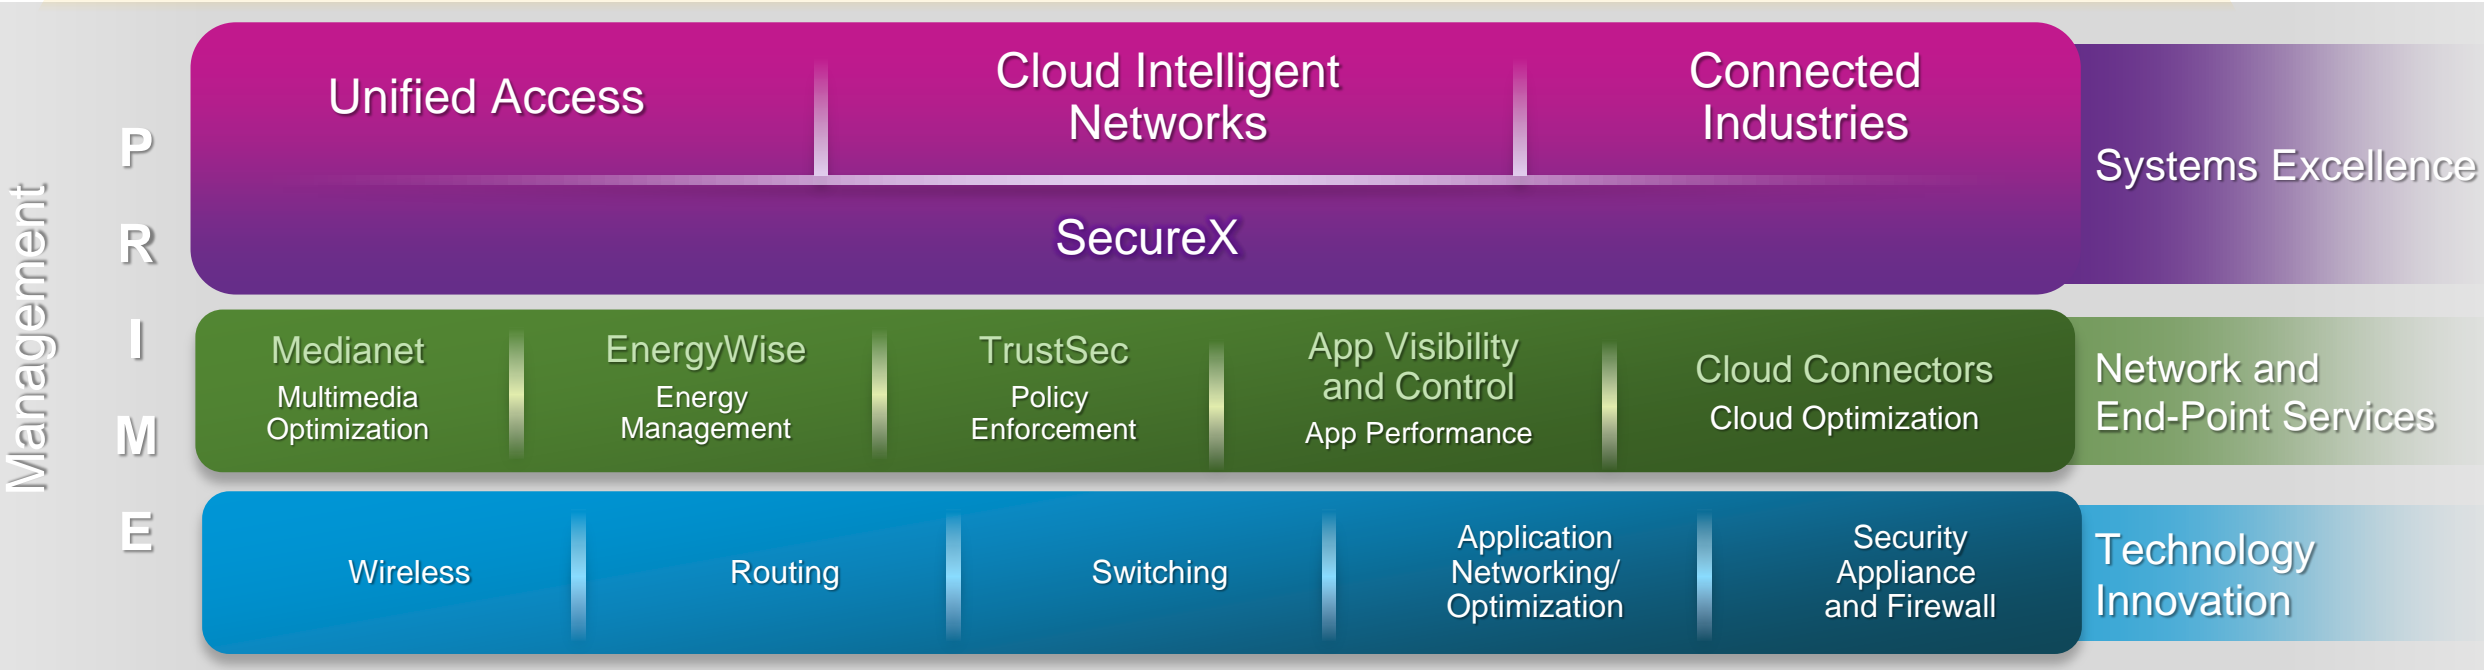 Management
P
R
I
M
E
Unified Access
Cloud Intelligent
Networks
Connected
Industries
SecureX
Systems Excellence
Medianet
Multimedia
Optimization
EnergyWise
Energy
Management
TrustSec
Policy
Enforcement
App Visibility
and Control
App Performance
Cloud Connectors
Cloud Optimization
Network and
End-Point Services
Wireless
Routing
Switching
Application
Networking/
Optimization
Security
Appliance
and Firewall
Technology
Innovation